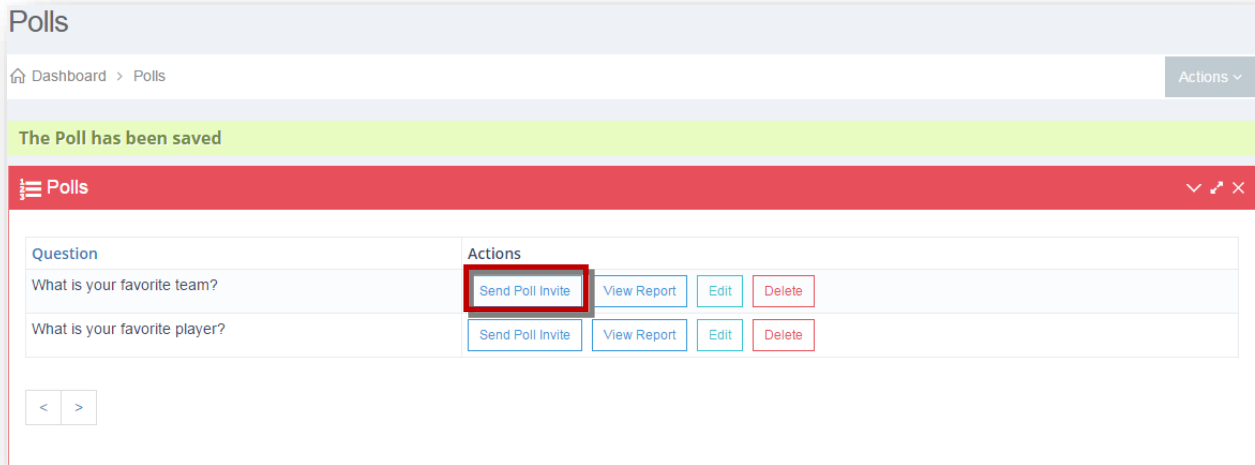 Polls
Dashboard > Polls
Actions
The Poll has been saved
Polls
Question Actions
What is your favorite team? Send Poll Invite View Report Edit Delete
What is your favorite player? Send Poll Invite View Report Edit Delete
< >